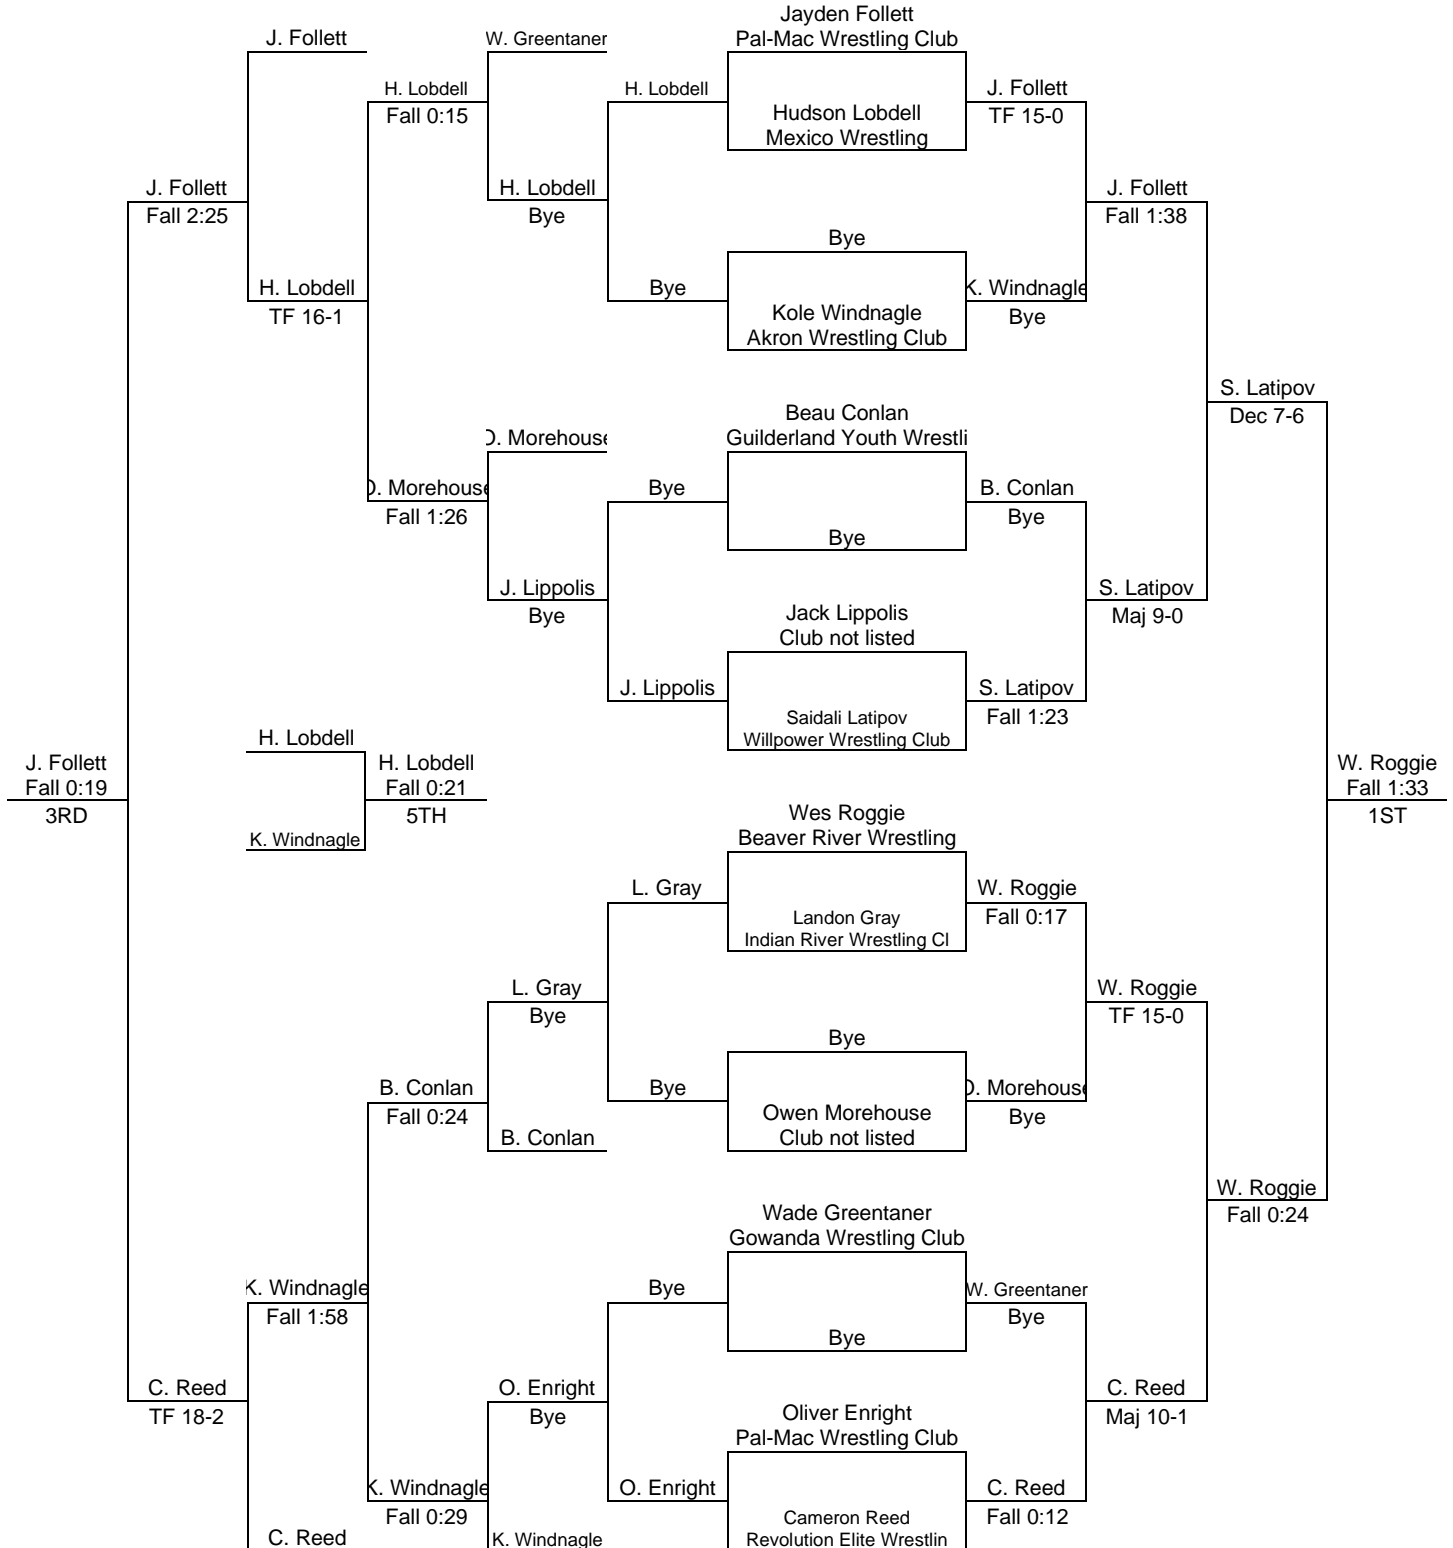 Jayden Follett
J. Follett
W. Greentaner
Pal-Mac Wrestling Club
H. Lobdell
H. Lobdell
J. Follett
Fall 0:15
Hudson Lobdell
TF 15-0
Mexico Wrestling
J. Follett
H. Lobdell
J. Follett
Fall 2:25
Bye
Fall 1:38
Bye
H. Lobdell
Bye
K. Windnagle
TF 16-1
Kole Windnagle
Bye
Akron Wrestling Club
S. Latipov
Beau Conlan
Dec 7-6
O. Morehouse
Guilderland Youth Wrestli
O. Morehouse
Bye
B. Conlan
Fall 1:26
Bye
Bye
J. Lippolis
S. Latipov
Bye
Jack Lippolis
Maj 9-0
Club not listed
J. Lippolis
S. Latipov
Saidali Latipov
Fall 1:23
H. Lobdell
Willpower Wrestling Club
J. Follett
H. Lobdell
W. Roggie
Fall 0:19
Fall 0:21
Fall 1:33
3RD
5TH
Wes Roggie
1ST
K. Windnagle
Beaver River Wrestling
L. Gray
W. Roggie
Landon Gray
Fall 0:17
Indian River Wrestling Cl
L. Gray
W. Roggie
Bye
TF 15-0
Bye
B. Conlan
Bye
O. Morehouse
Fall 0:24
Owen Morehouse
Bye
B. Conlan
Club not listed
W. Roggie
Wade Greentaner
Fall 0:24
Gowanda Wrestling Club
K. Windnagle
Bye
W. Greentaner
Fall 1:58
Bye
Bye
C. Reed
O. Enright
C. Reed
TF 18-2
Bye
Oliver Enright
Maj 10-1
Pal-Mac Wrestling Club
K. Windnagle
O. Enright
C. Reed
Fall 0:29
Cameron Reed
Fall 0:12
C. Reed
K. Windnagle
Revolution Elite Wrestlin